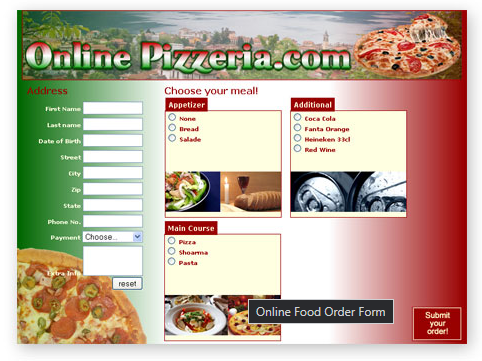 Online Pizzeria.com
Address
First Name
Last name
Date of Birth
Street
City
Zip
State
Phone No.
Payment Choose...
Extra Info
reset
Choose your meal!
Appetizer
None
Bread
Salade
Additional
Coca Cola
Fanta Orange
Heineken 33cl
Red Wine
Main Course
Pizza
Shoarma
Pasta
Online Food Order Form
Submit
your
order!